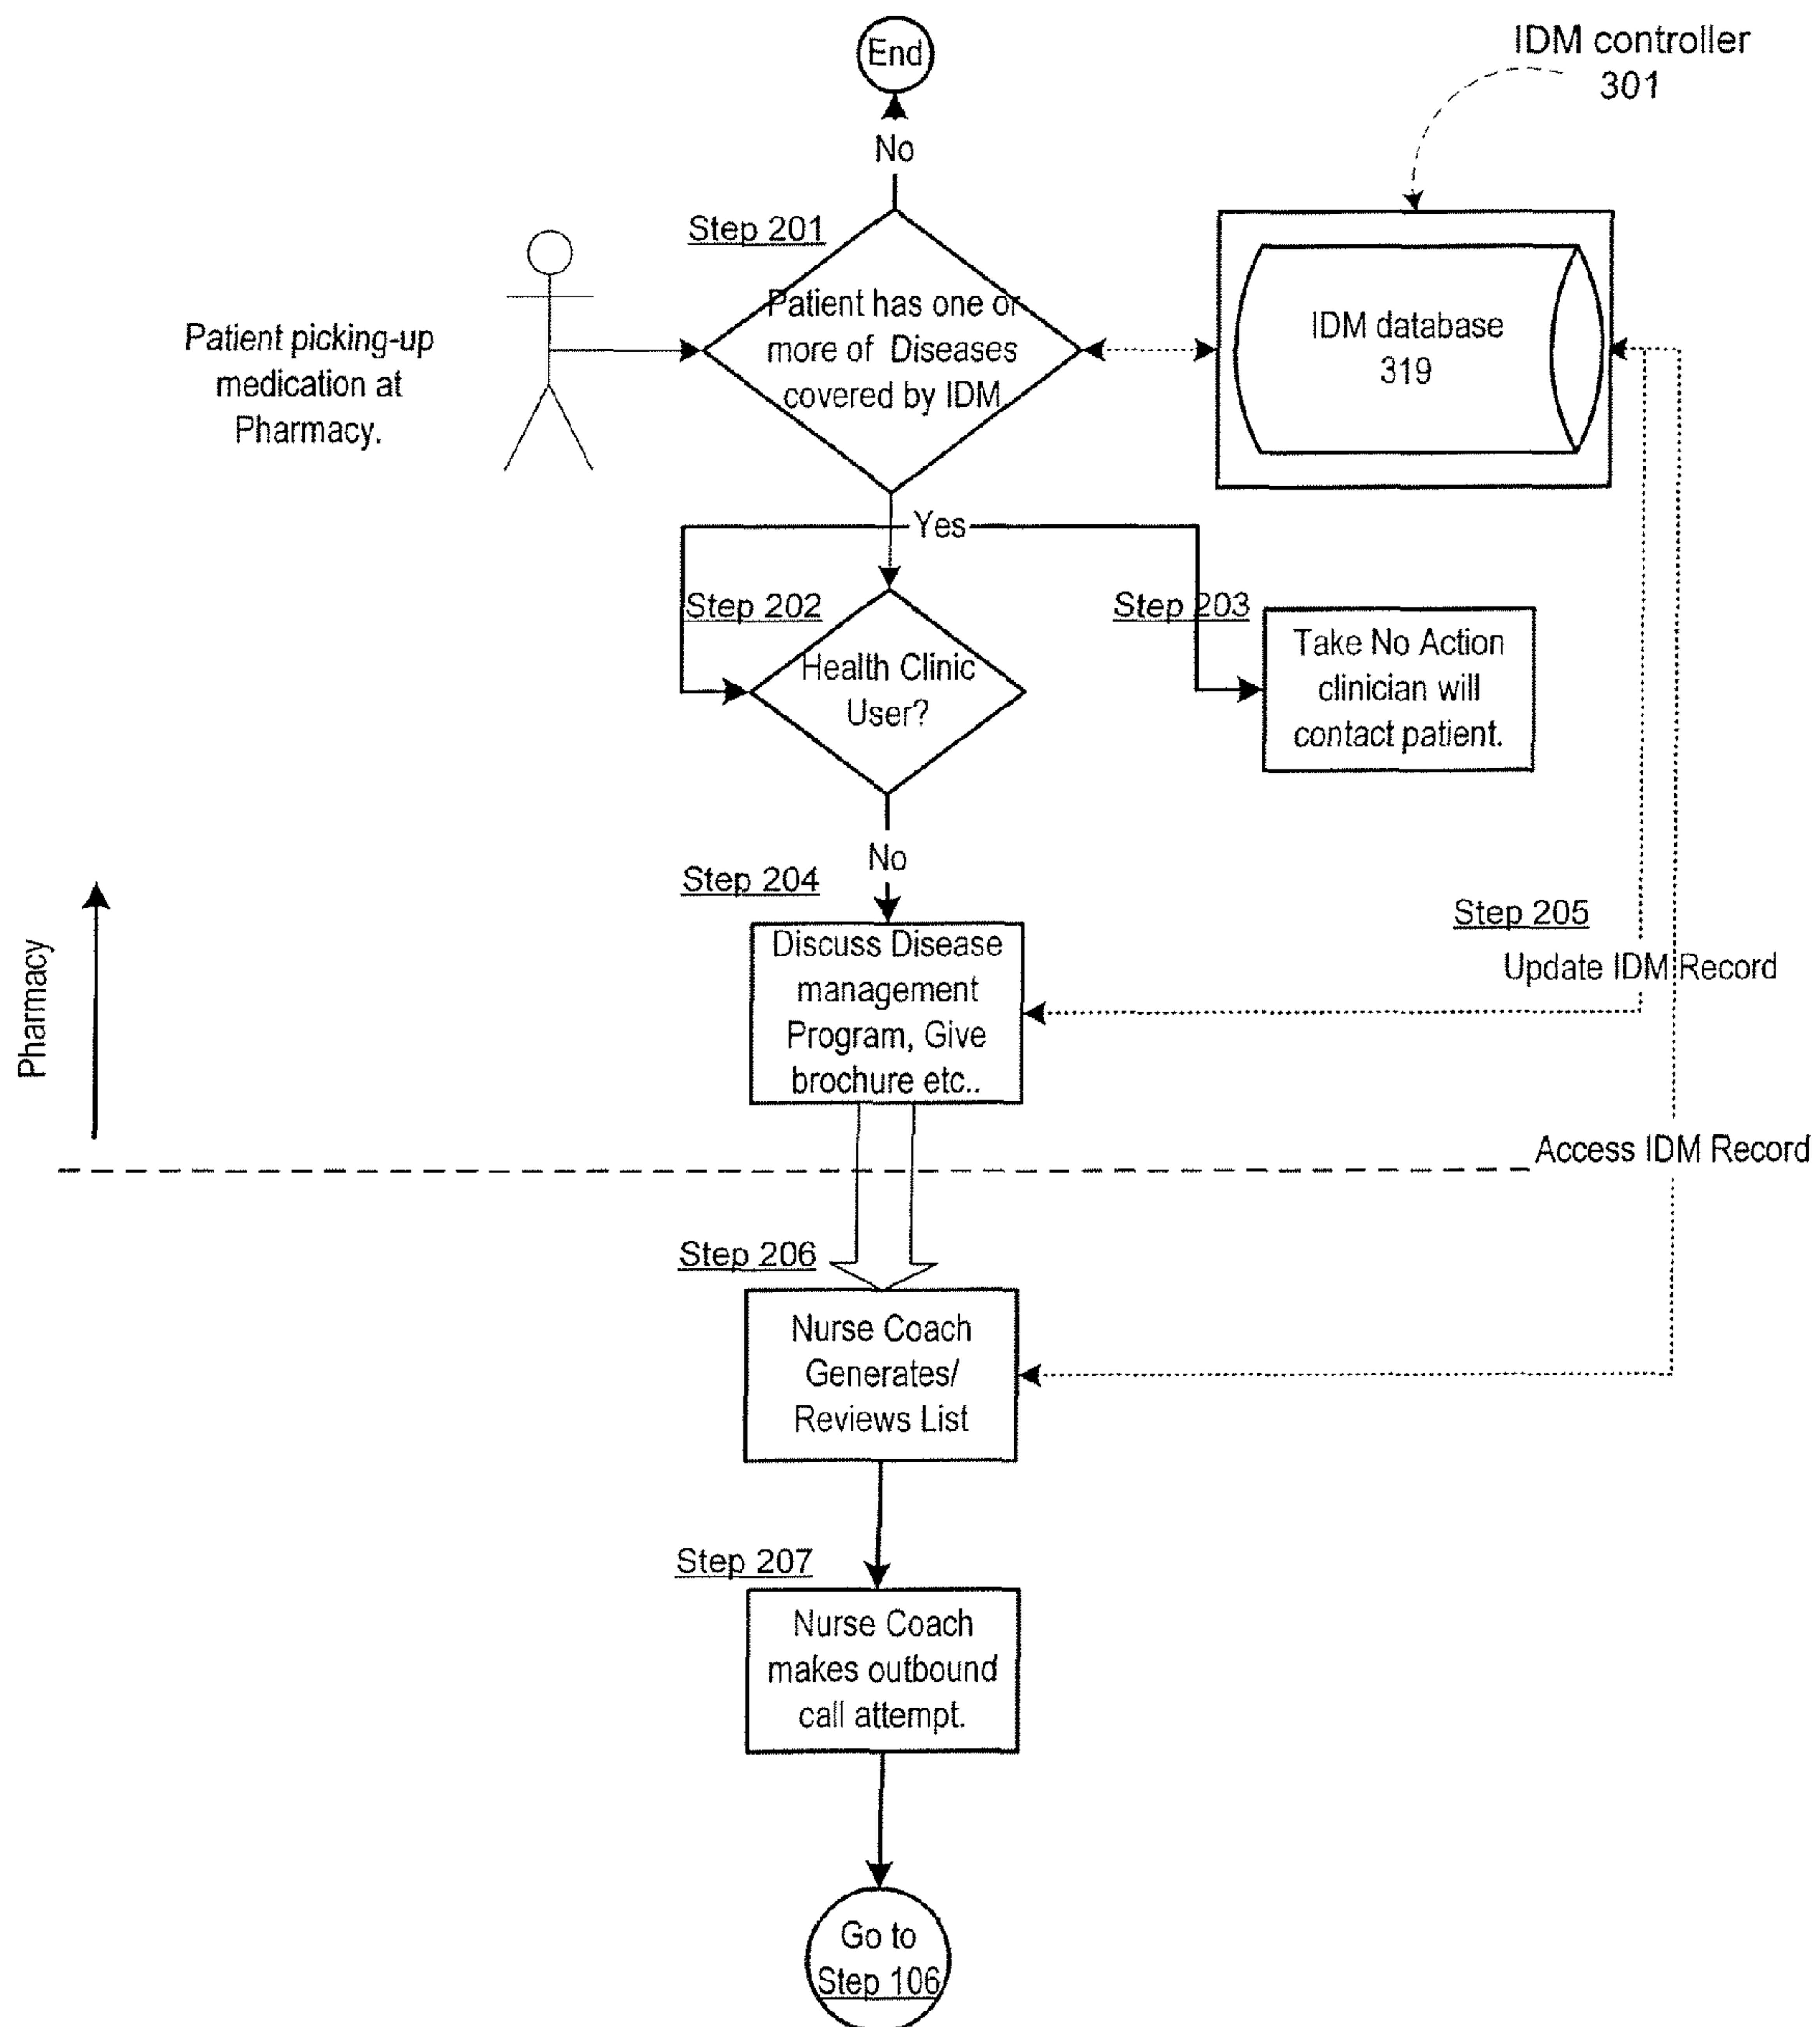 End
IDM controller
301
No
Step 201
Patient has one or
more of Diseases
covered by IDM
IDM database
319
Patient picking-up
medication at
Pharmacy.
Yes
Step 202
Health Clinic
User?
Step 203
Take No Action
clinician will
contact patient.
No
Step 204
Discuss Disease
management
Program, Give
brochure etc..
Step 205
Update IDM Record
Pharmacy
Access IDM Record
Step 206
Nurse Coach
Generates/
Reviews List
Step 207
Nurse Coach
makes outbound
call attempt.
Go to
Step 106